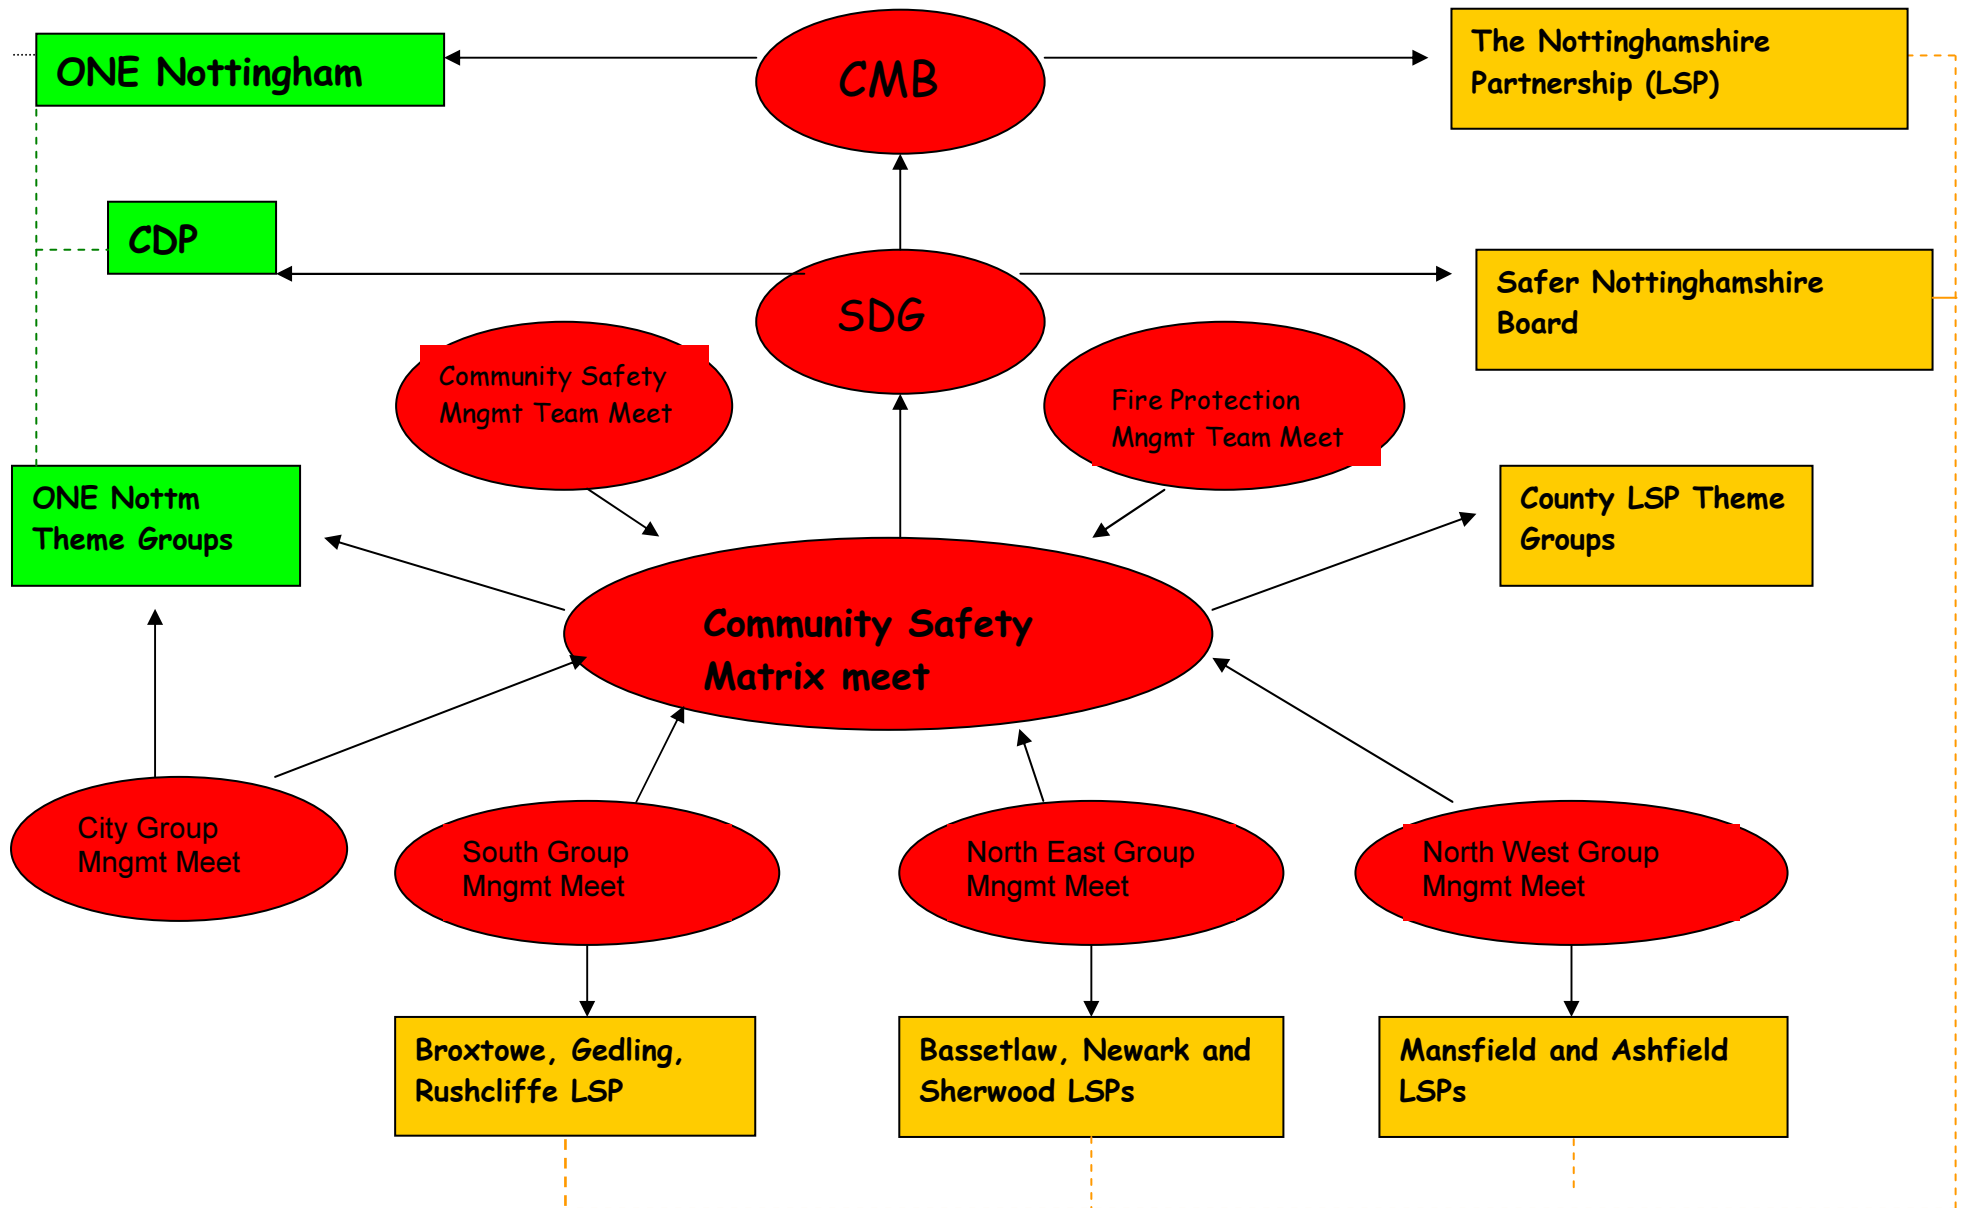 ONE Nottingham
CMB
The Nottinghamshire
Partnership (LSP)
CDP
SDG
Safer Nottinghamshire
Board
Community Safety
Mngmt Team Meet
Fire Protection
Mngmt Team Meet
ONE Nottm
Theme Groups
County LSP Theme
Groups
Community Safety
Matrix meet
City Group
Mngmt Meet
South Group
Mngmt Meet
North East Group
Mngmt Meet
North West Group
Mngmt Meet
Broxtowe, Gedling,
Rushcliffe LSP
Bassetlaw, Newark and
Sherwood LSPs
Mansfield and Ashfield
LSPs